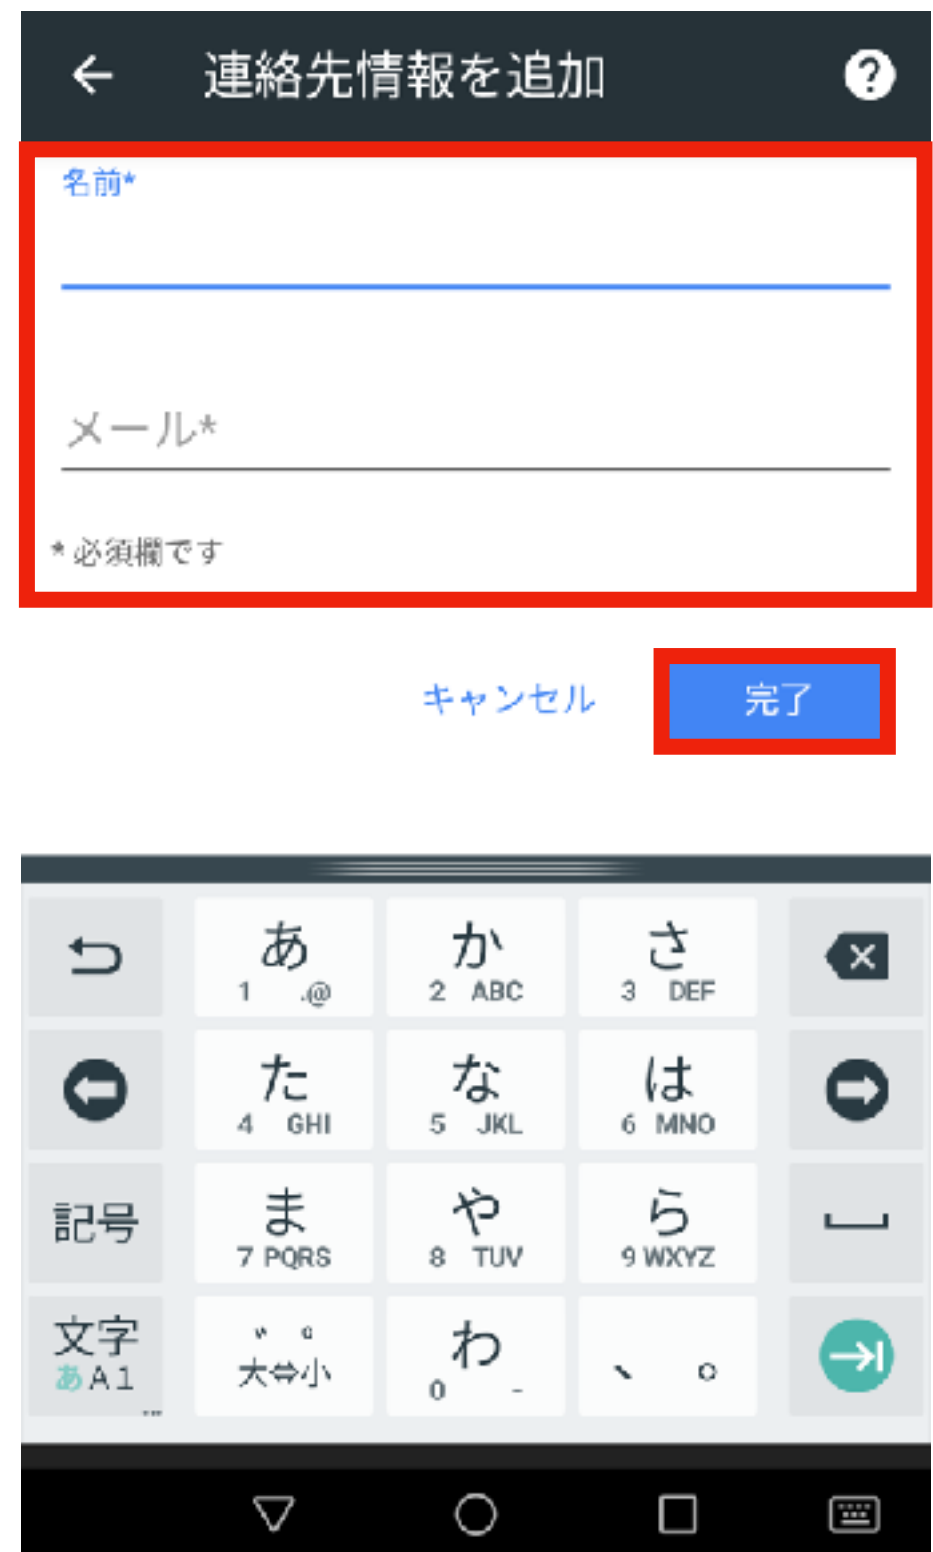 連絡先情報を追加 ?
名前*
メール*
* 必須欄です
キャンセル 完了
あ か さ
1 .@ 2 ABC 3 DEF
た な は
4 GHI 5 JKL 6 MNO
記号 ま や ら
7 PQRS 8 TUV 9 WXYZ
文字 わ 、 。
あA1 大⇔小 0 -
...